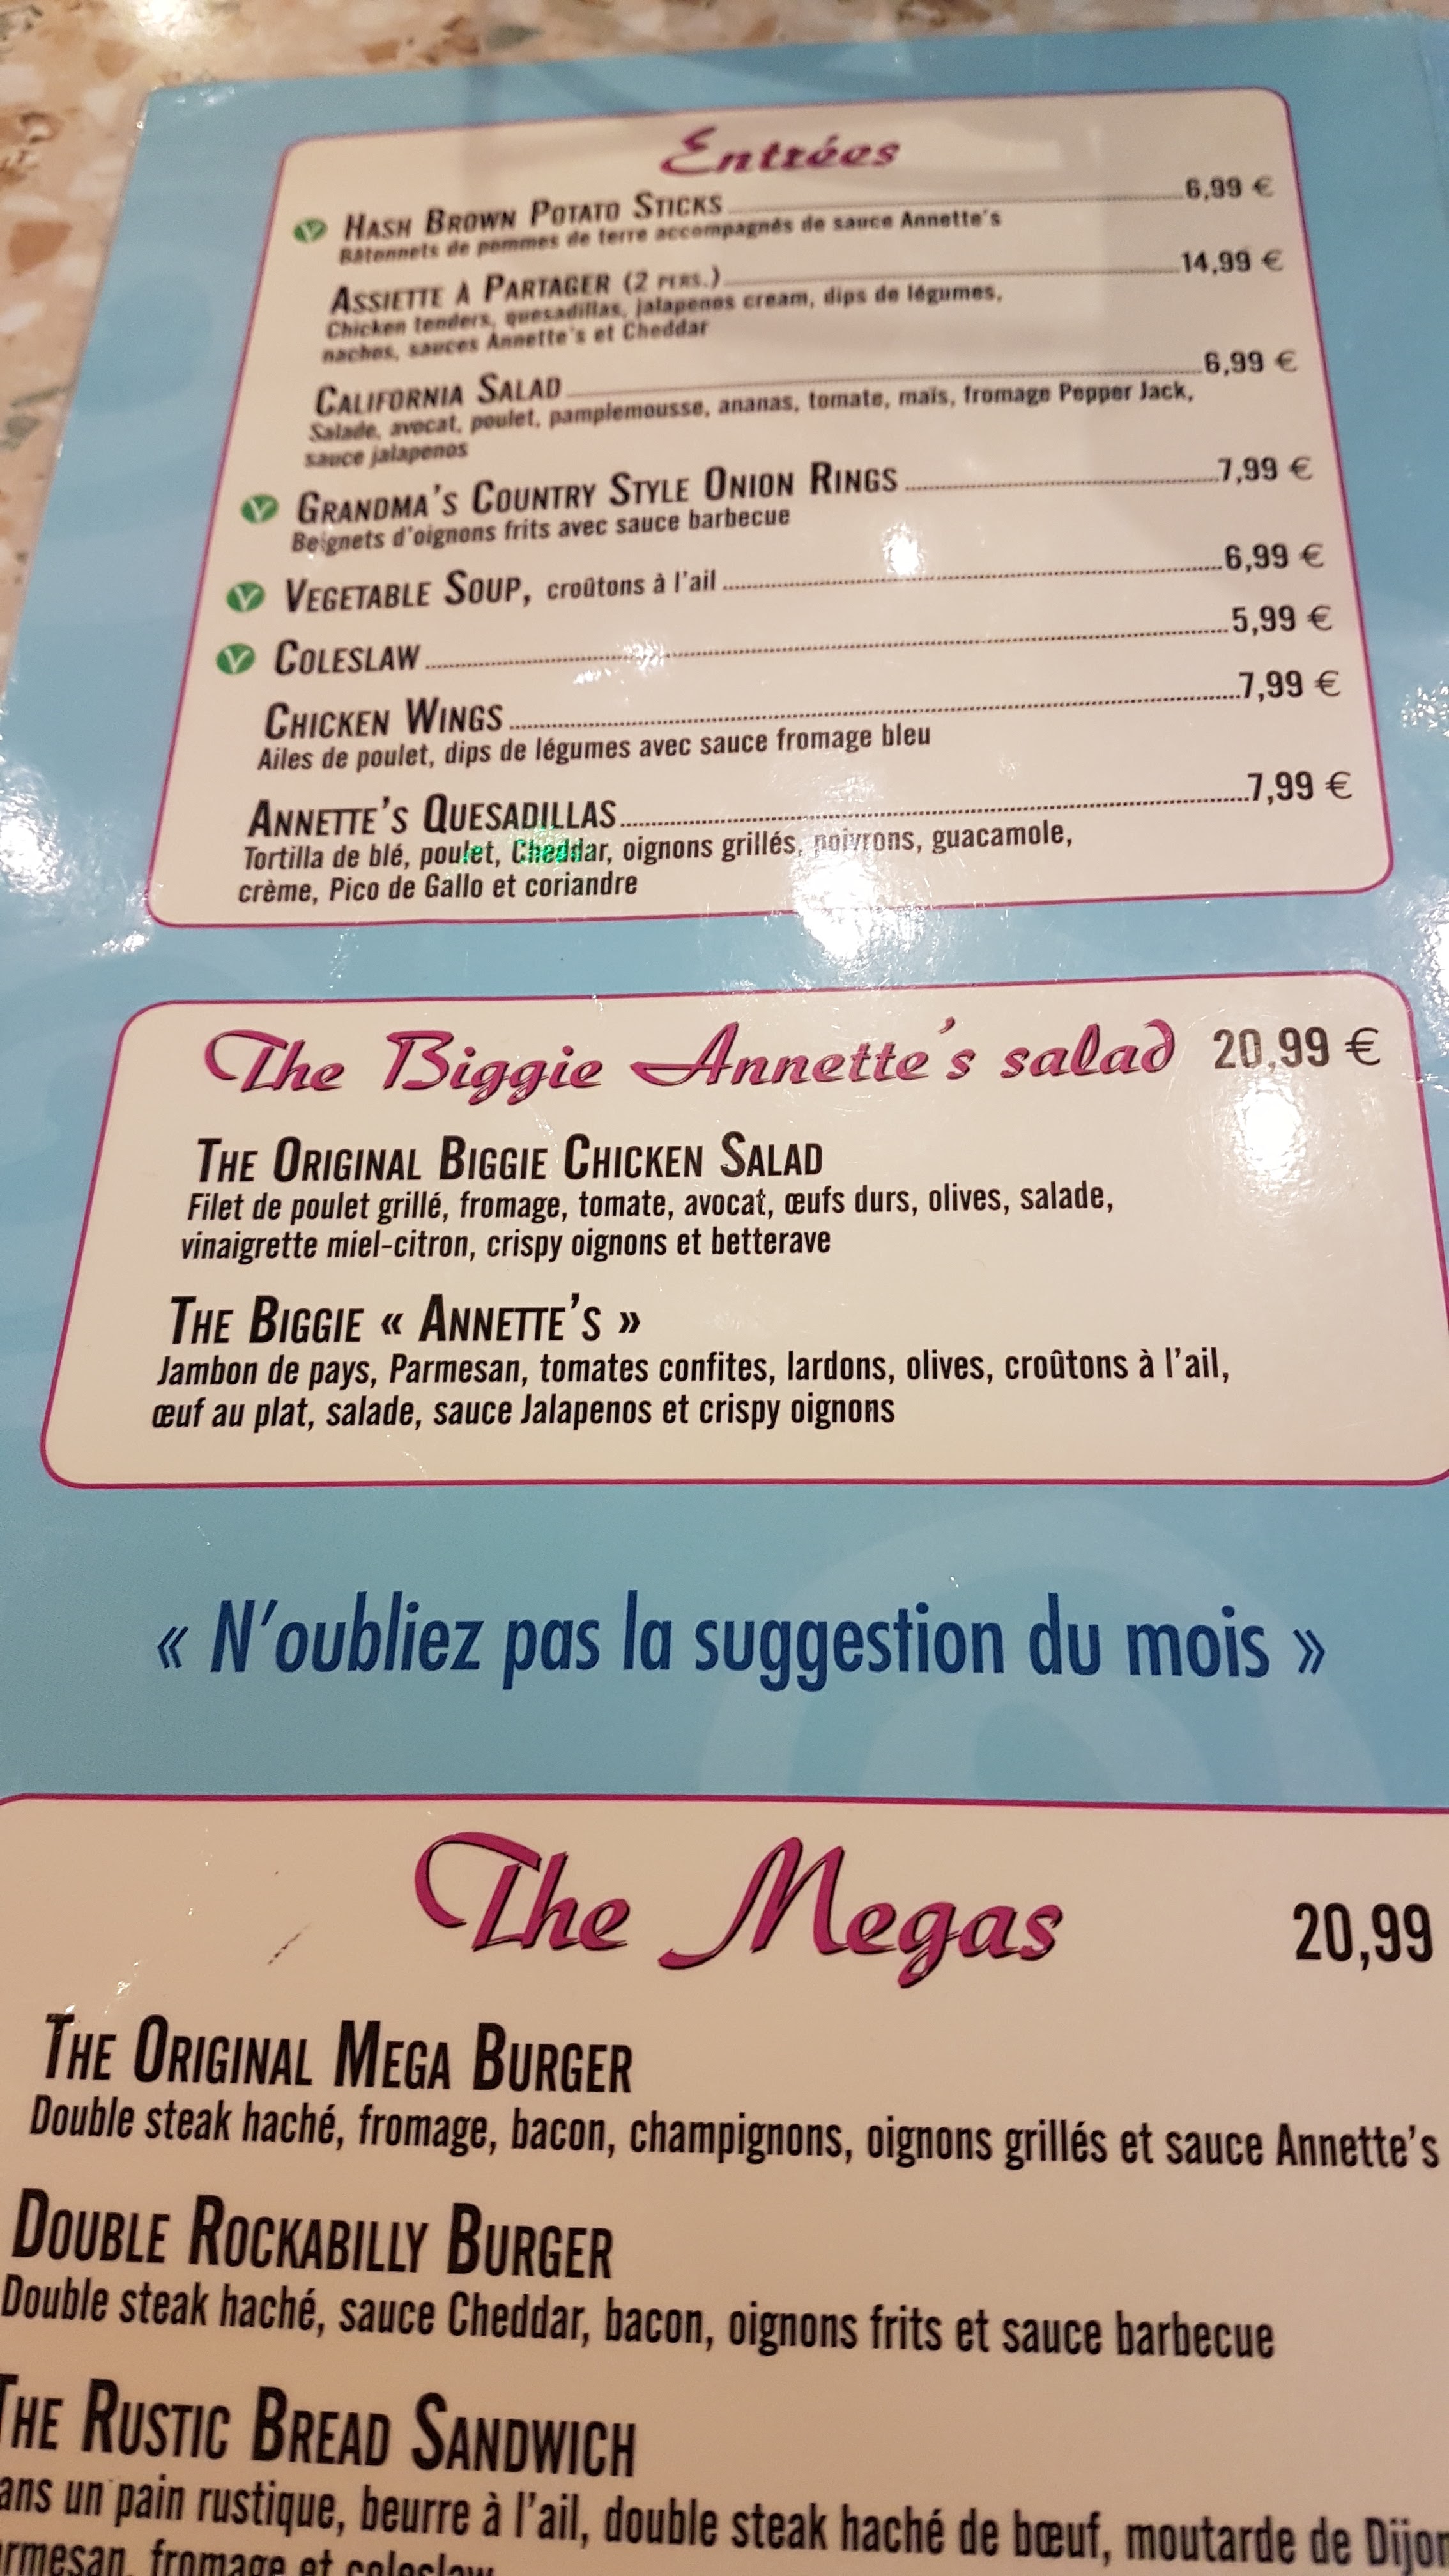 Entrées
HASH BROWN POTATO STICKS 6,99 €
Bâtonnets de pommes de terre accompagnés de sauce Annette's
ASSIETTE À PARTAGER (2 PERS.) 14,99 €
Chicken tenders, quesadillas, jalapenos cream, dips de légumes,
nachos, sauces Annette's et Cheddar
CALIFORNIA SALAD 6,99 €
Salade, avocat, poulet, pamplemousse, ananas, tomate, maïs, fromage Pepper Jack,
sauce jalapenos
GRANDMA'S COUNTRY STYLE ONION RINGS 7,99 €
Beignets d'oignons frits avec sauce barbecue
VEGETABLE SOUP, croûtons à l'ail 6,99 €
COLESLAW 5,99 €
CHICKEN WINGS 7,99 €
Ailes de poulet, dips de légumes avec sauce fromage bleu
ANNETTE'S QUESADILLAS 7,99 €
Tortilla de blé, poulet, Cheddar, oignons grillés, poivrons, guacamole,
crème, Pico de Gallo et coriandre
The Biggie Annette's salad 20,99 €
THE ORIGINAL BIGGIE CHICKEN SALAD
Filet de poulet grillé, fromage, tomate, avocat, œufs durs, olives, salade,
vinaigrette miel-citron, crispy oignons et betterave
THE BIGGIE « ANNETTE'S »
Jambon de pays, Parmesan, tomates confites, lardons, olives, croûtons à l'ail,
œuf au plat, salade, sauce Jalapenos et crispy oignons
« N'oubliez pas la suggestion du mois »
The Megas 20,99
THE ORIGINAL MEGA BURGER
Double steak haché, fromage, bacon, champignons, oignons grillés et sauce Annette's
DOUBLE ROCKABILLY BURGER
Double steak haché, sauce Cheddar, bacon, oignons frits et sauce barbecue
THE RUSTIC BREAD SANDWICH
ans un pain rustique, beurre à l'ail, double steak haché de bœuf, moutarde de Dijon
armesan, fromage et coleslaw